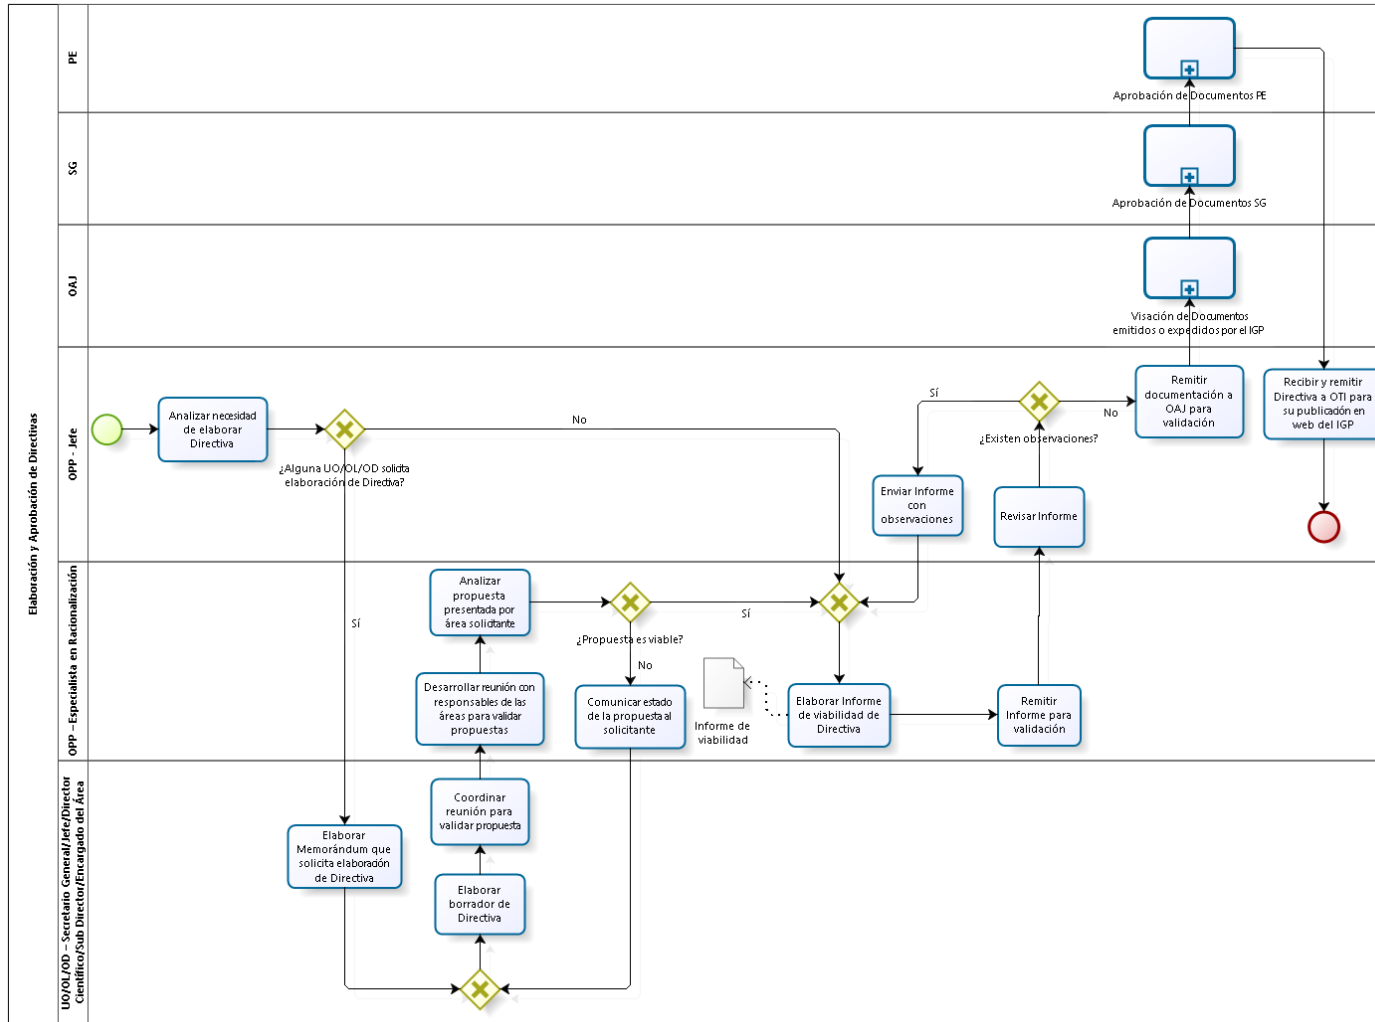 Elaboración y Aprobación de Directivas
PE
Aprobación de Documentos PE
SG
Aprobación de Documentos SG
OAJ
Visación de Documentos
emitidos o expedidos por el IGP
OPP - Jefe
Analizar necesidad
de elaborar
Directiva
¿Alguna UO/OL/OD solicita
elaboración de Directiva?
No
Sí
Sí
Enviar Informe
con
observaciones
¿Existen observaciones?
No
Revisar Informe
Remitir
documentación a
OAJ para
validación
Recibir y remitir
Directiva a OTI para
su publicación en
web del IGP
OPP – Especialista en Racionalización
Analizar
propuesta
presentada por
área solicitante
¿Propuesta es viable?
Sí
No
Desarrollar reunión con
responsables de las
áreas para validar
propuestas
Comunicar estado
de la propuesta al
solicitante
Informe de
viabilidad
Elaborar Informe
de viabilidad de
Directiva
Remitir
Informe para
validación
UO/OL/OD – Secretario General/Jefe/Director
Científico/Sub Director/Encargado del Área
Elaborar
Memorándum que
solicita elaboración
de Directiva
Coordinar
reunión para
validar propuesta
Elaborar
borrador de
Directiva